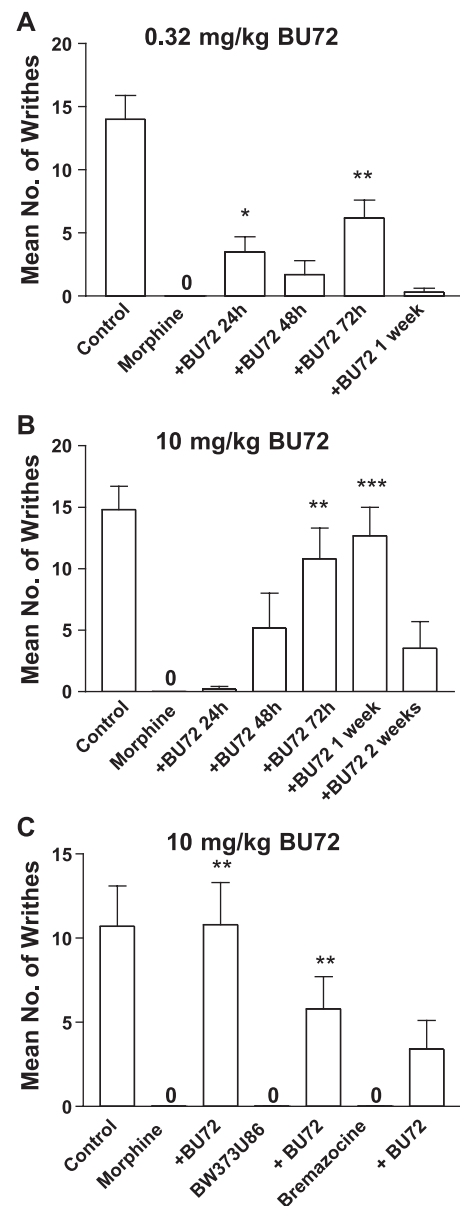 A
0.32 mg/kg BU72
Mean No. of Writhes
20
15
10
5
0
*
**
0
Control
Morphine
+BU72 24h
+BU72 48h
+BU72 72h
+BU72 1 week
B
10 mg/kg BU72
Mean No. of Writhes
20
15
10
5
0
**
***
0
Control
Morphine
+BU72 24h
+BU72 48h
+BU72 72h
+BU72 1 week
+BU72 2 weeks
C
10 mg/kg BU72
Mean No. of Writhes
15
10
5
0
**
**
0
0
0
Control
Morphine
+BU72
BW373U86
+ BU72
Bremazocine
+ BU72